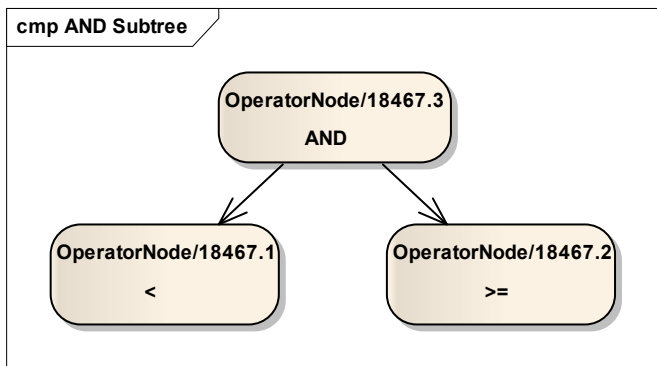 cmp AND Subtree
OperatorNode/18467.3
AND
OperatorNode/18467.1
<
OperatorNode/18467.2
>=